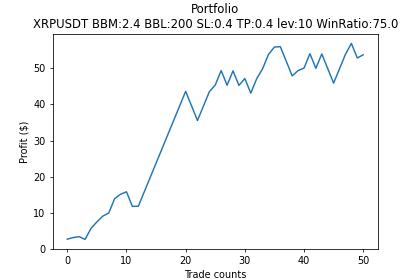 Portfolio
XRPUSDT BBM:2.4 BBL:200 SL:0.4 TP:0.4 lev:10 WinRatio:75.0
Profit ($)
50
40
30
20
10
0
0 10 20 30 40 50
Trade counts